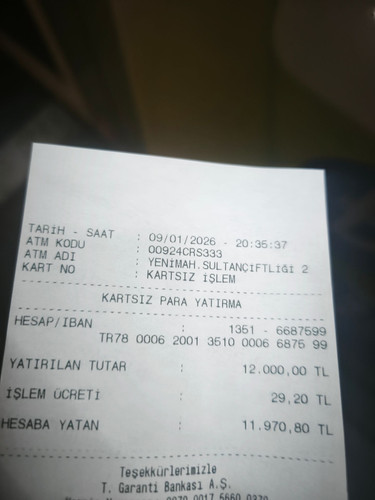 TARİH - SAAT : 09/01/2026 - 20:35:37
ATM KODU : 00924CRS333
ATM ADI : YENİMAH.SULTANÇİFTLİĞİ 2
KART NO : KARTSIZ İŞLEM
KARTSIZ PARA YATIRMA
HESAP/IBAN : 1351 - 6687599
TR78 0006 2001 3510 0006 6875 99
YATIRILAN TUTAR : 12.000,00 TL
İŞLEM ÜCRETİ : 29,20 TL
HESABA YATAN : 11.970,80 TL
Teşekkürlerimizle
T. Garanti Bankası A.Ş.